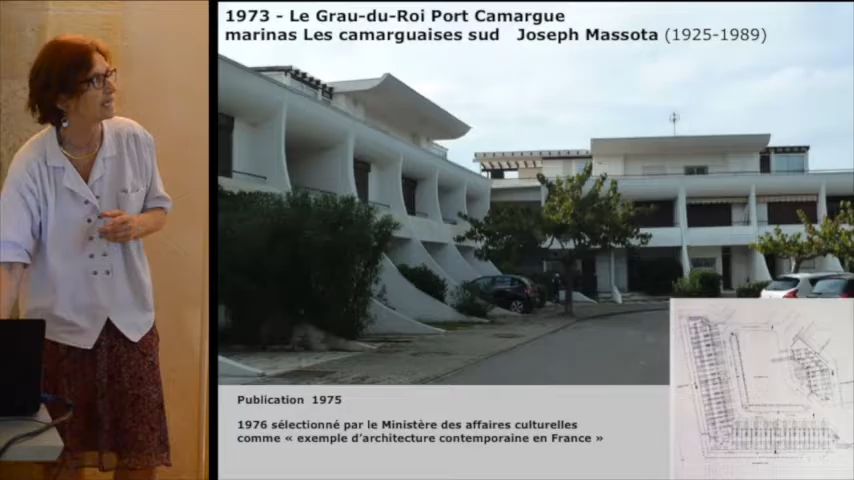 1973 - Le Grau-du-Roi Port Camargue
marinas Les camarguaises sud Joseph Massota (1925-1989)
Publication 1975
1976 sélectionné par le Ministère des affaires culturelles
comme « exemple d'architecture contemporaine en France »